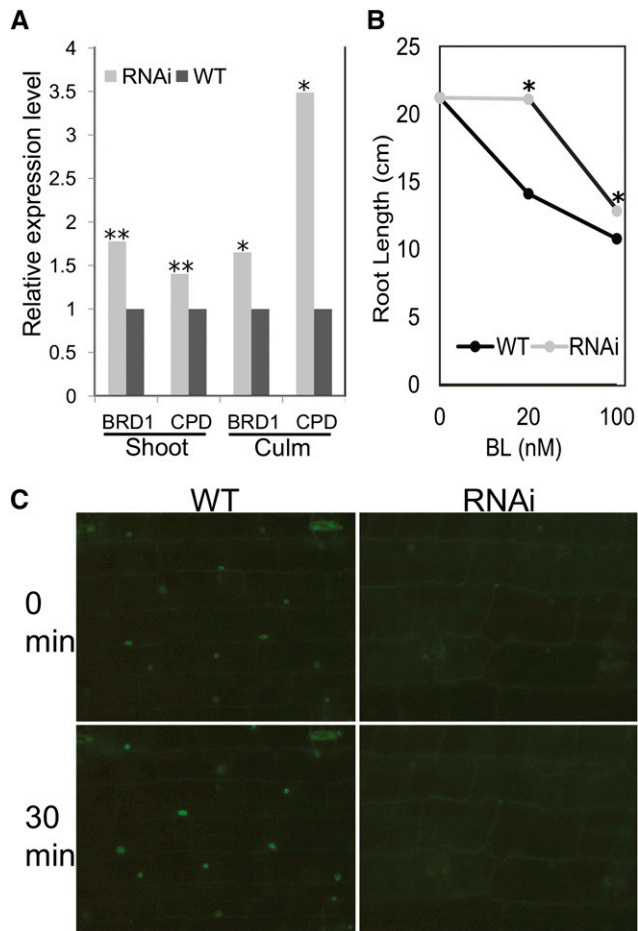 A
Relative expression level
4
3.5
3
2.5
2
1.5
1
0.5
0
RNAi WT
** ** * *
BRD1 CPD BRD1 CPD
Shoot Culm
B
Root Length (cm)
25
20
15
10
5
0
*
*
WT RNAi
0 20 100
BL (nM)
C
WT RNAi
0
min
30
min